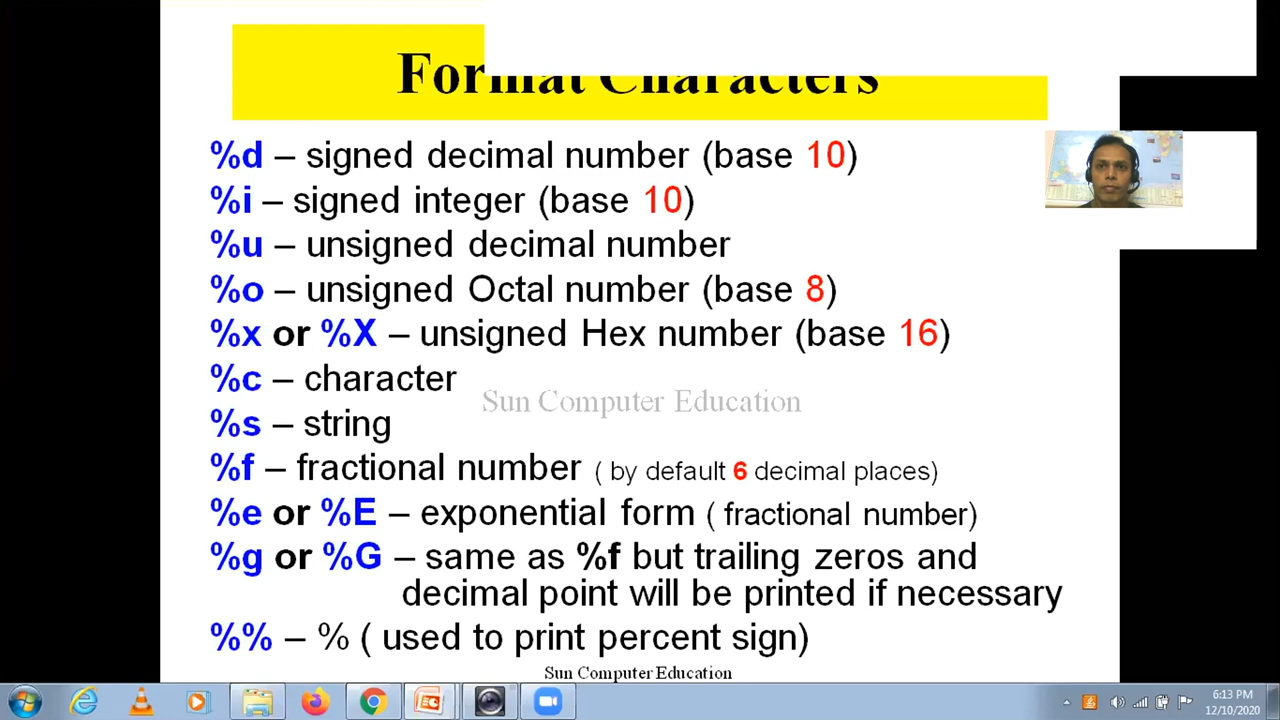 Format Characters
%d – signed decimal number (base 10)
%i – signed integer (base 10)
%u – unsigned decimal number
%o – unsigned Octal number (base 8)
%x or %X – unsigned Hex number (base 16)
%c – character
Sun Computer Education
%s – string
%f – fractional number ( by default 6 decimal places)
%e or %E – exponential form ( fractional number)
%g or %G – same as %f but trailing zeros and
decimal point will be printed if necessary
%% – % ( used to print percent sign)
Sun Computer Education
6:13 PM
12/10/2020